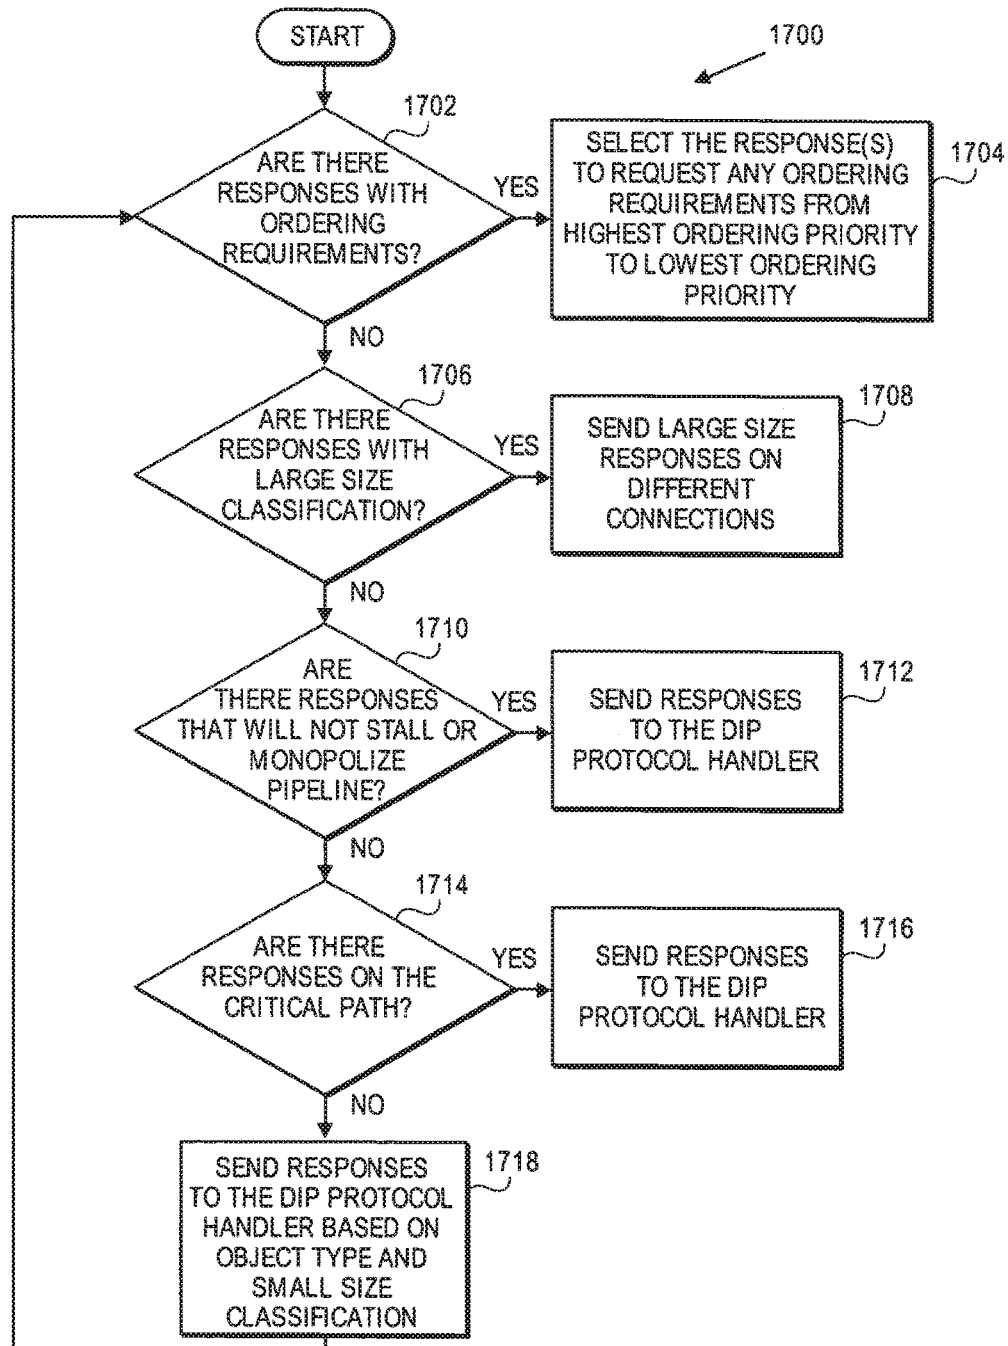 START
1700
1702
ARE THERE
RESPONSES WITH
ORDERING
REQUIREMENTS?
YES
SELECT THE RESPONSE(S)
TO REQUEST ANY ORDERING
REQUIREMENTS FROM
HIGHEST ORDERING PRIORITY
TO LOWEST ORDERING
PRIORITY
1704
NO
1706
ARE THERE
RESPONSES WITH
LARGE SIZE
CLASSIFICATION?
YES
SEND LARGE SIZE
RESPONSES ON
DIFFERENT
CONNECTIONS
1708
NO
1710
ARE
THERE RESPONSES
THAT WILL NOT STALL OR
MONOPOLIZE
PIPELINE?
YES
SEND RESPONSES
TO THE DIP
PROTOCOL HANDLER
1712
NO
1714
ARE THERE
RESPONSES ON THE
CRITICAL PATH?
YES
SEND RESPONSES
TO THE DIP
PROTOCOL HANDLER
1716
NO
SEND RESPONSES
TO THE DIP PROTOCOL
HANDLER BASED ON
OBJECT TYPE AND
SMALL SIZE
CLASSIFICATION
1718